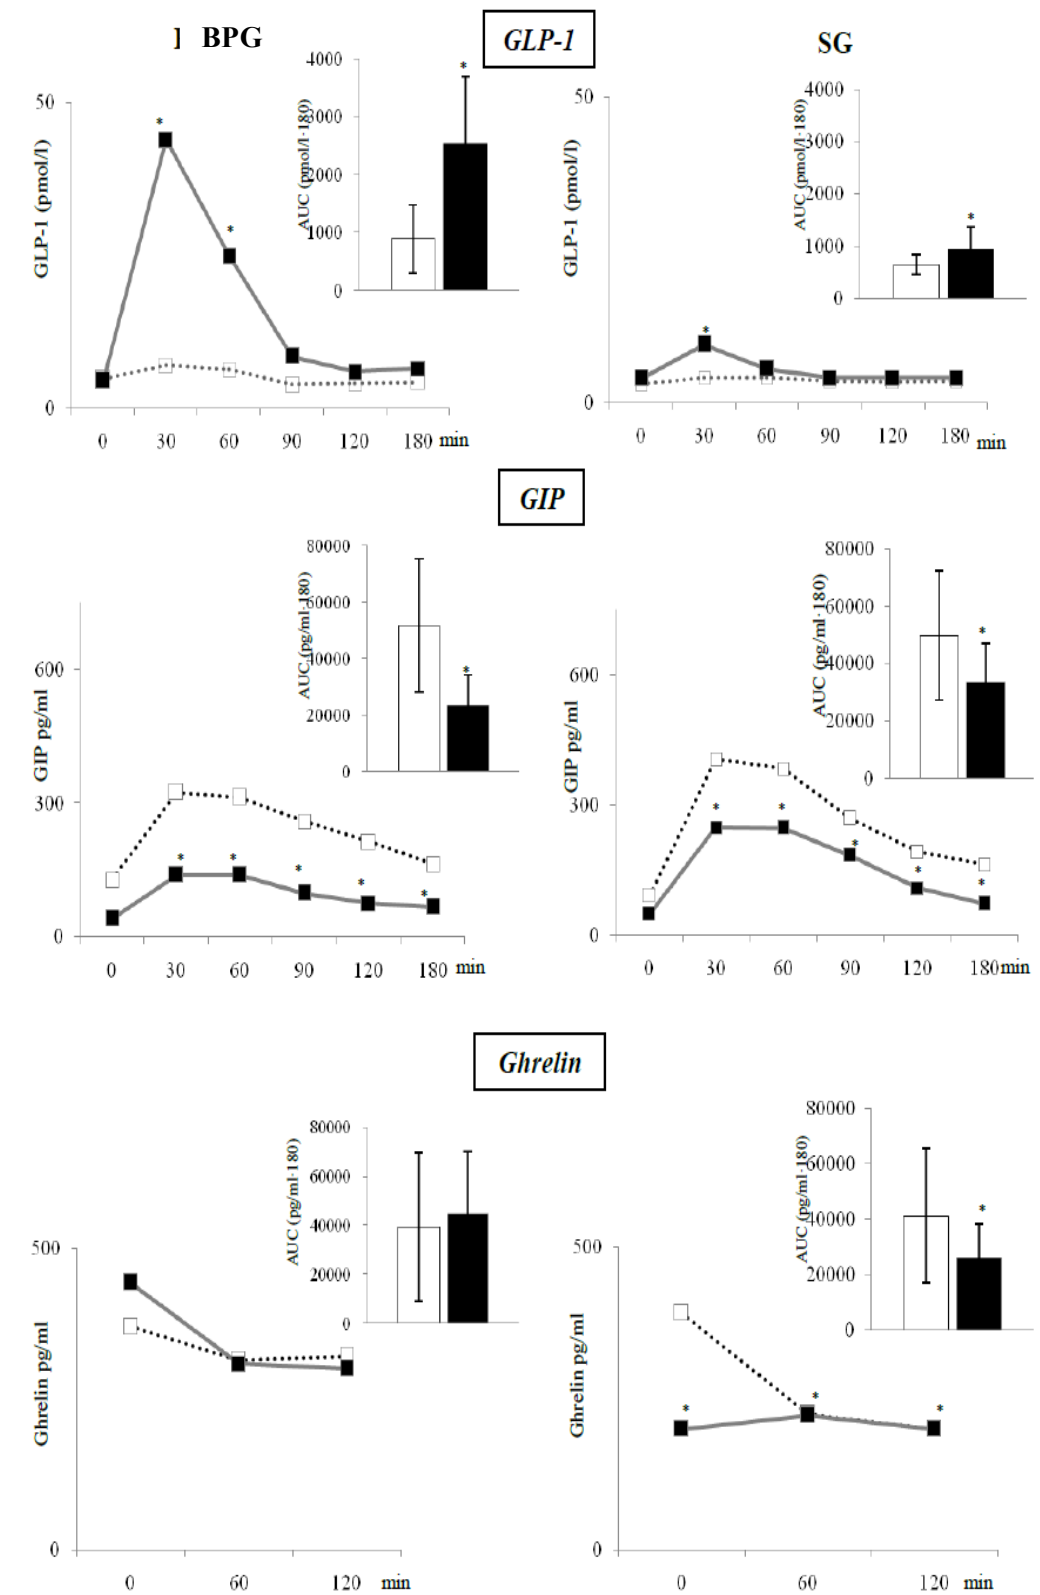 ] BPG
GLP-1
SG
GLP-1 (pmol/l)
50
0
0 30 60 90 120 180 min
AUC (pmol/l·180)
4000
3000
2000
1000
0
*
*
*
GLP-1 (pmol/l)
50
0
0 30 60 90 120 180 min
AUC (pmol/l·180)
4000
3000
2000
1000
0
*
*
GIP
GIP pg/ml
600
300
0
0 30 60 90 120 180 min
AUC (pg/ml·180)
80000
60000
40000
20000
0
*
* * * * *
GIP pg/ml
600
300
0
0 30 60 90 120 180 min
AUC (pg/ml·180)
80000
60000
40000
20000
0
*
* * * * *
Ghrelin
Ghrelin pg/ml
500
0
0 60 120 min
AUC (pg/ml·180)
80000
60000
40000
20000
0
Ghrelin pg/ml
500
0
0 60 120 min
AUC (pg/ml·180)
80000
60000
40000
20000
0
*
* * *